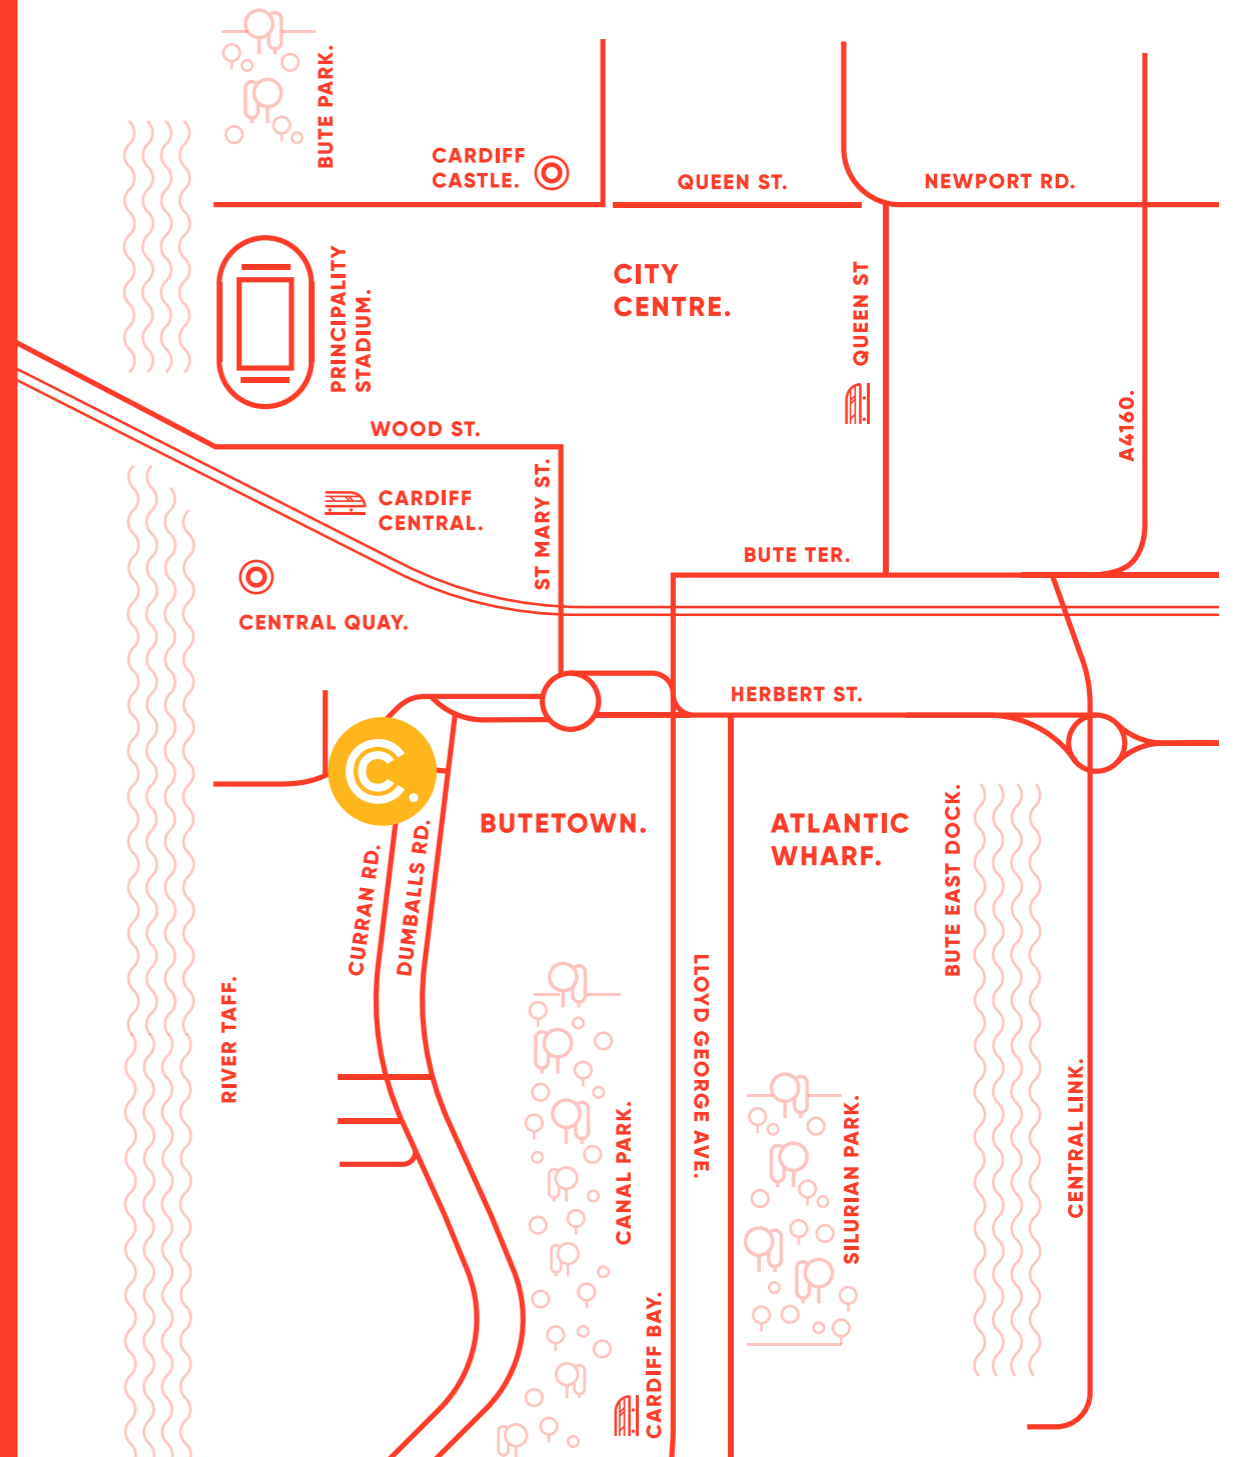 BUTE PARK.
CARDIFF
CASTLE.
QUEEN ST.
NEWPORT RD.
PRINCIPALITY
STADIUM.
CITY
CENTRE.
QUEEN ST
A4160.
WOOD ST.
ST MARY ST.
CARDIFF
CENTRAL.
BUTE TER.
CENTRAL QUAY.
HERBERT ST.
C.
BUTETOWN.
ATLANTIC
WHARF.
BUTE EAST DOCK.
CURRAN RD.
DUMBALLS RD.
RIVER TAFF.
LLOYD GEORGE AVE.
CANAL PARK.
SILURIAN PARK.
CENTRAL LINK.
CARDIFF BAY.